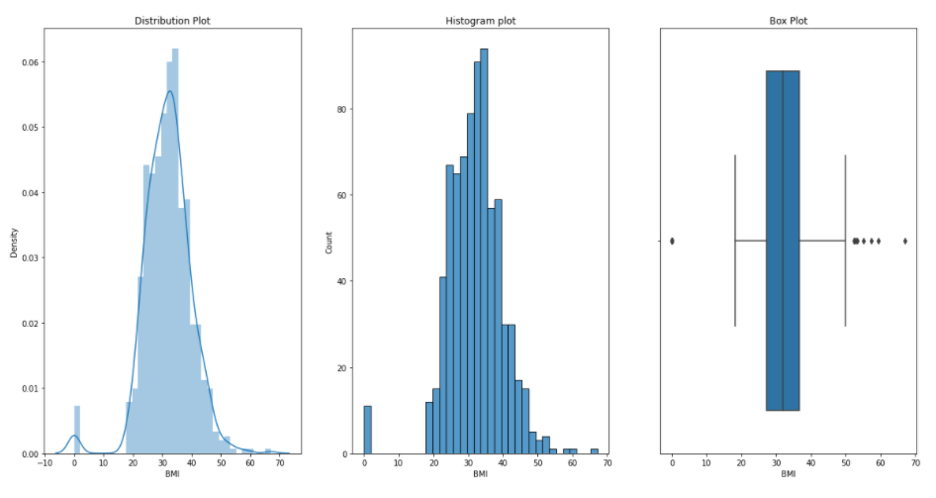 Distribution Plot
0.06
0.05
0.04
0.03
0.02
0.01
0.00
Density
−10 0 10 20 30 40 50 60 70
BMI
Histogram plot
80
60
40
20
0
Count
0 10 20 30 40 50 60 70
BMI
Box Plot
0 10 20 30 40 50 60 70
BMI